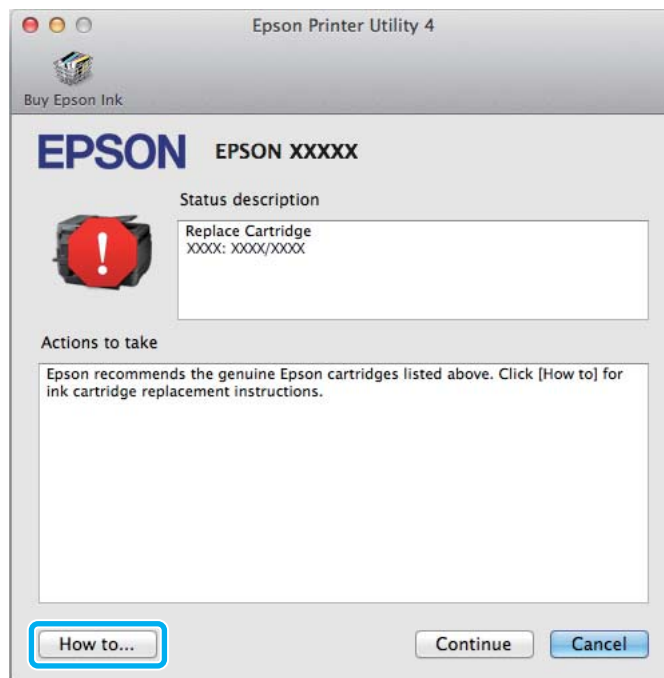 Epson Printer Utility 4
Buy Epson Ink
EPSON EPSON XXXXX
Status description
Replace Cartridge
XXXX: XXXX/XXXX
!
Actions to take
Epson recommends the genuine Epson cartridges listed above. Click [How to] for
ink cartridge replacement instructions.
How to... Continue Cancel